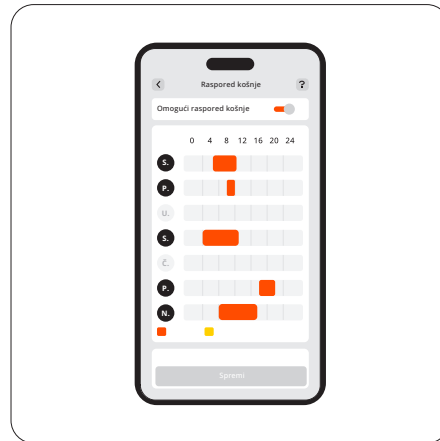 Raspored košnje ?
Omogući raspored košnje
0 4 8 12 16 20 24
S.
P.
U.
S.
Č.
P.
N.
Spremi